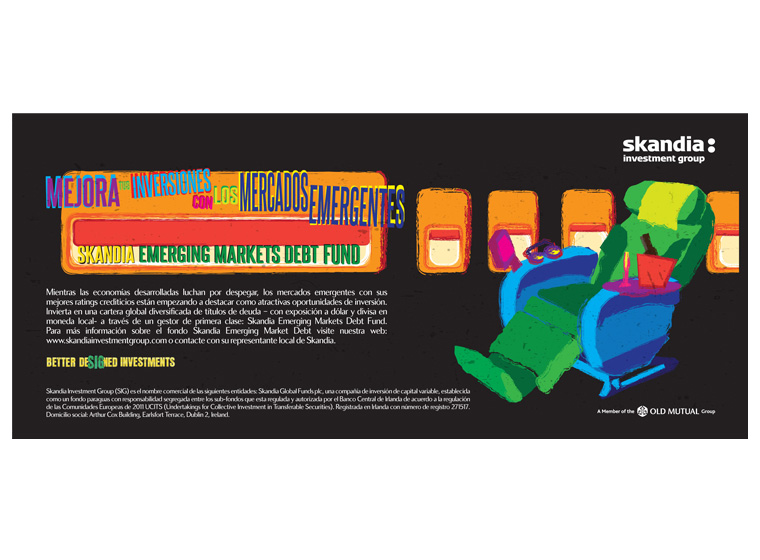 skandia:
investment group
MEJORA TUS INVERSIONES CON LOS MERCADOS EMERGENTES
SKANDIA EMERGING MARKETS DEBT FUND
Mientras las economías desarrolladas luchan por despegar, los mercados emergentes con sus
mejores ratings crediticios están empezando a destacar como atractivas oportunidades de inversión.
Invierta en una cartera global diversificada de títulos de deuda – con exposición a dólar y divisa en
moneda local- a través de un gestor de primera clase: Skandia Emerging Markets Debt Fund.
Para más información sobre el fondo Skandia Emerging Market Debt visite nuestra web:
www.skandiainvestmentgroup.com o contacte con su representante local de Skandia.
BETTER DESIGNED INVESTMENTS
Skandia Investment Group (SIG) es el nombre comercial de las siguientes entidades: Skandia Global Funds plc, una compañía de inversión de capital variable, establecida
como un fondo paraguas con responsabilidad segregada entre los sub-fondos que esta regulada y autorizada por el Banco Central de Irlanda de acuerdo a la regulación
de las Comunidades Europras de 2011 UCITS (Undertakings for Collective Investment in Transferable Securities). Registrada en Irlanda con número de registro 271517.
Domicilio social: Arthur Cox Building, Earlsfort Terrace, Dublin 2, Ireland.
A Member of the OLD MUTUAL Group